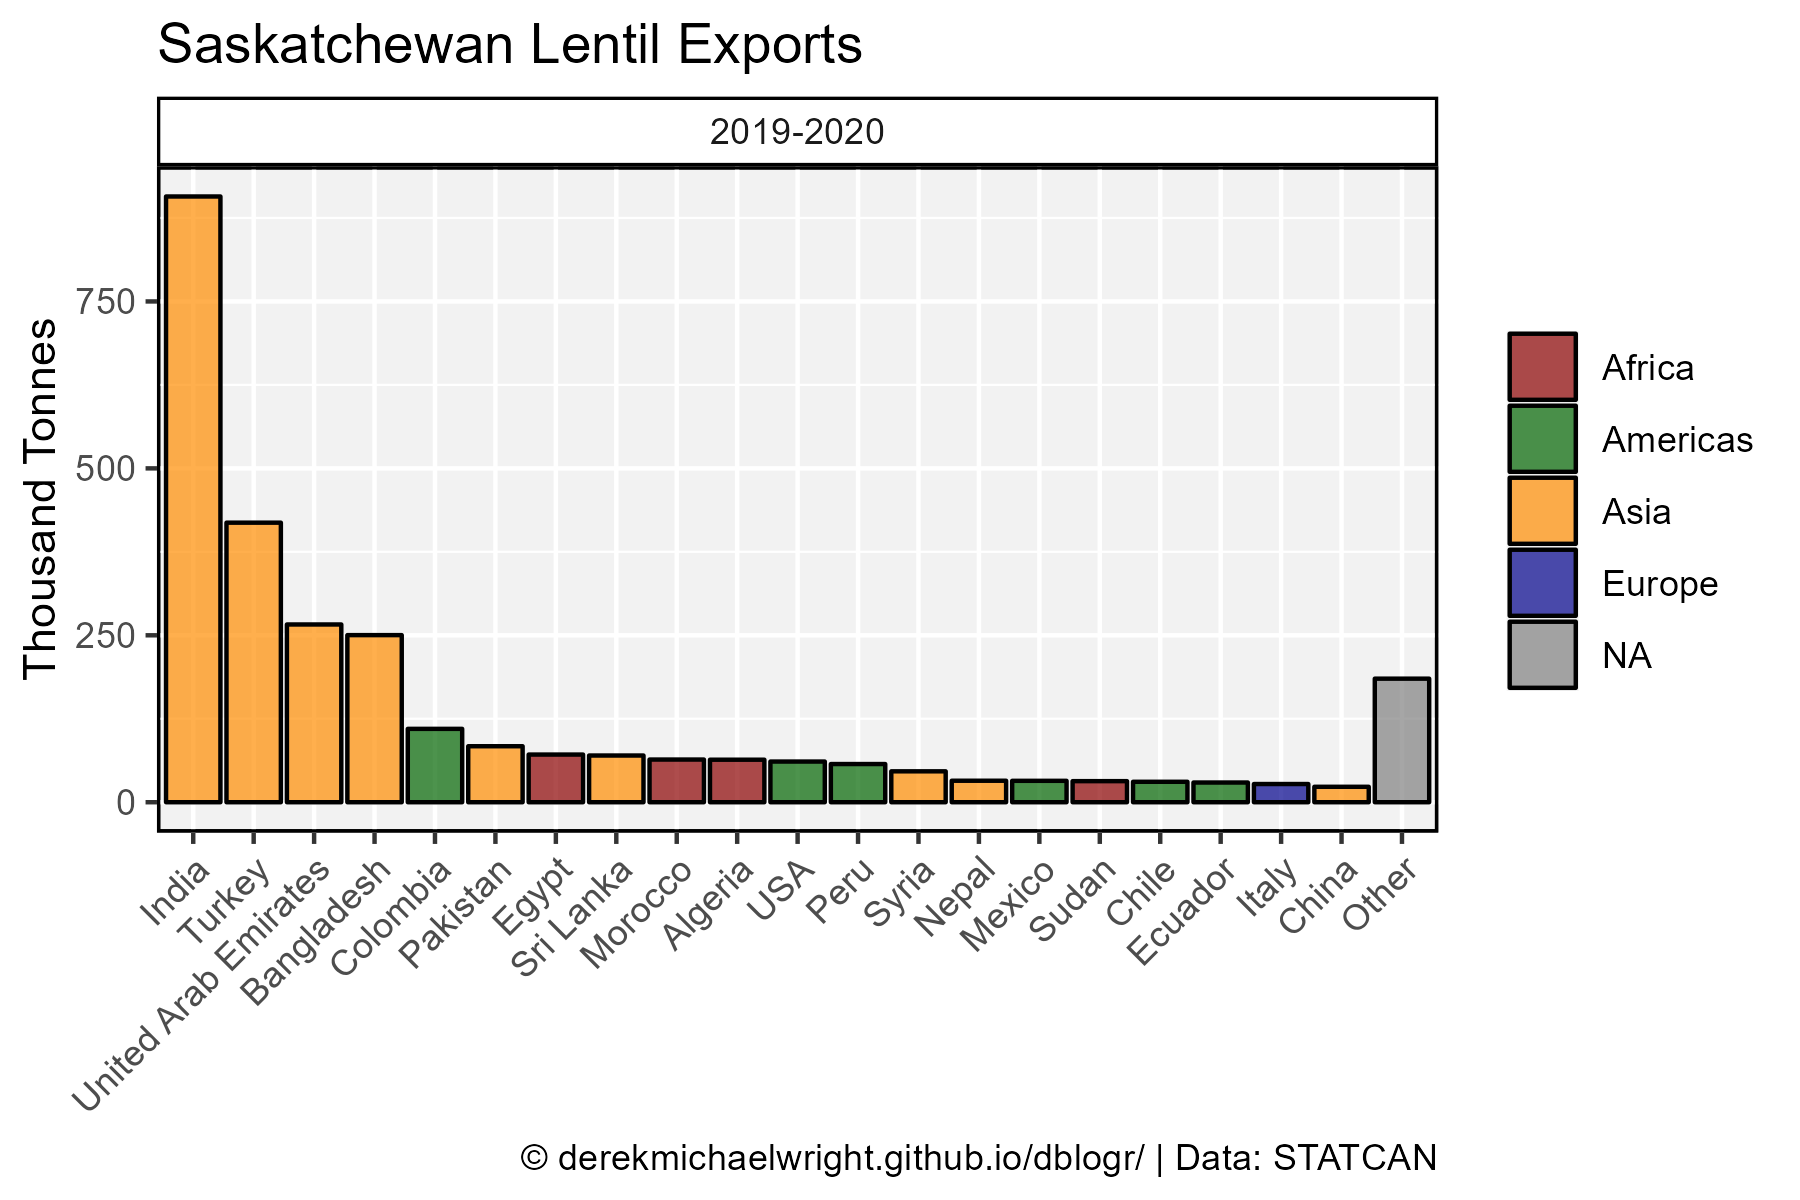 Saskatchewan Lentil Exports
2019-2020
Thousand Tonnes
750
500
250
0
India
Turkey
United Arab Emirates
Bangladesh
Colombia
Pakistan
Egypt
Sri Lanka
Morocco
Algeria
USA
Peru
Syria
Nepal
Mexico
Sudan
Chile
Ecuador
Italy
China
Other
Africa
Americas
Asia
Europe
NA
© derekmichaelwright.github.io/dblogr/ | Data: STATCAN